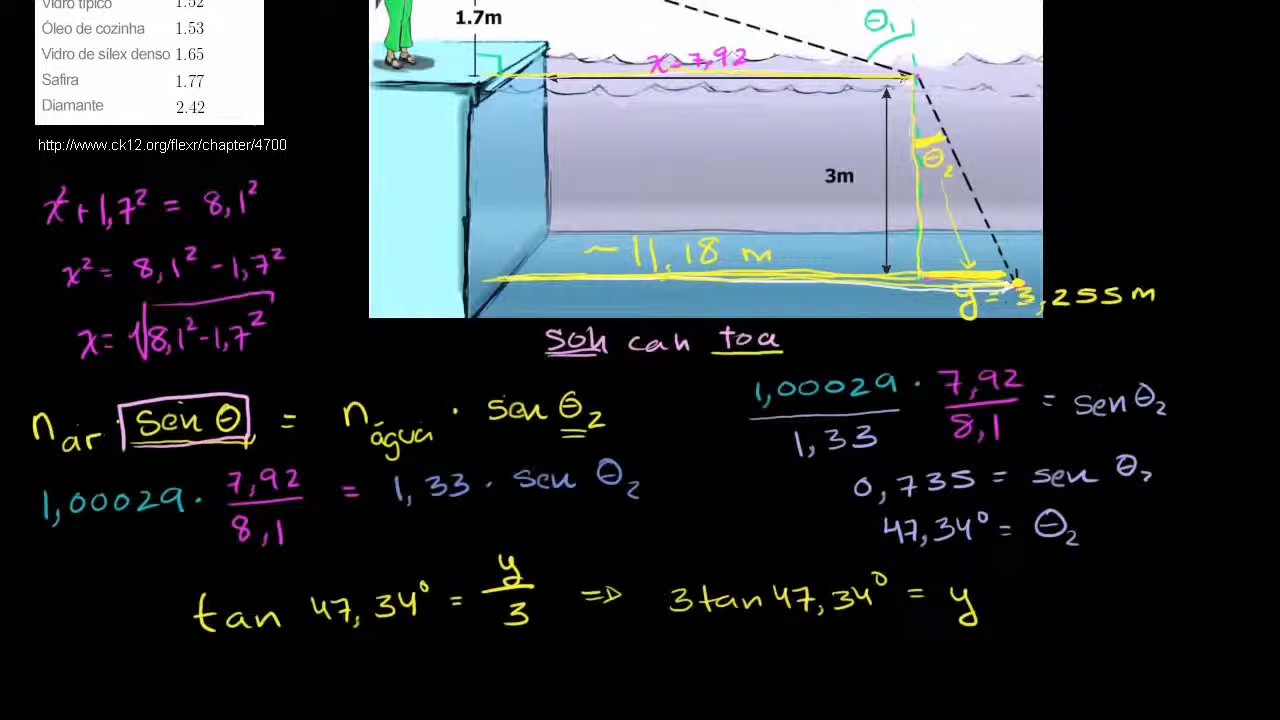 Vidro típico 1.52
Óleo de cozinha 1.53
Vidro de sílex denso 1.65
Safira 1.77
Diamante 2.42
http://www.ck12.org/flexr/chapter/4700
1.7m
θ₁
x=7,92
θ₂
3m
~11,18 m
y = 3,255m
x²+1,7² = 8,1²
x² = 8,1² -1,7²
x= √8,1²-1,7²
soh cah toa
n ar · sen θ = n água · sen θ₂
1,00029 · 7,92/8,1 = 1,33 · sen θ₂
1,00029/1,33 · 7,92/8,1 = sen θ₂
0,735 = sen θ₂
47,34° = θ₂
tan 47,34° = y/3 => 3tan 47,34° = y